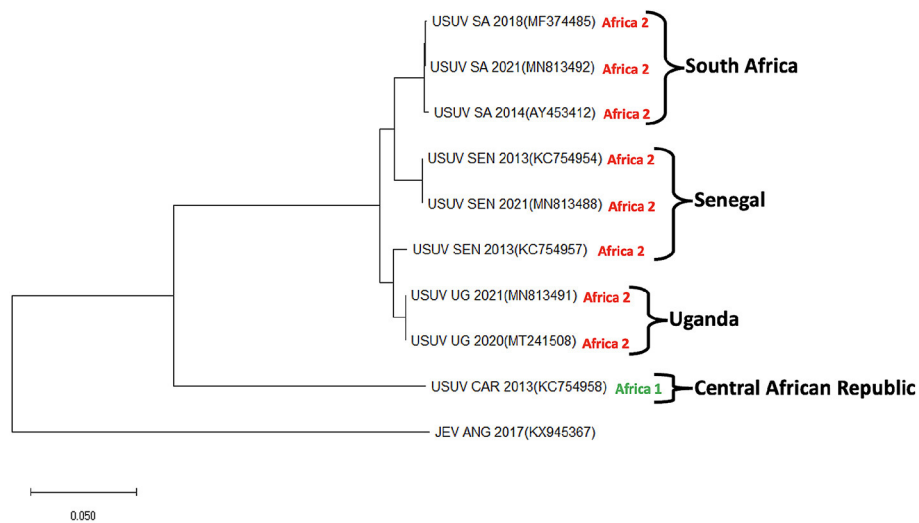 USUV SA 2018(MF374485) Africa 2
USUV SA 2021(MN813492) Africa 2
South Africa
USUV SA 2014(AY453412) Africa 2
USUV SEN 2013(KC754954) Africa 2
Senegal
USUV SEN 2021(MN813488) Africa 2
USUV SEN 2013(KC754957) Africa 2
USUV UG 2021(MN813491) Africa 2
Uganda
USUV UG 2020(MT241508) Africa 2
USUV CAR 2013(KC754958) Africa 1 Central African Republic
JEV ANG 2017(KX945367)
0.050